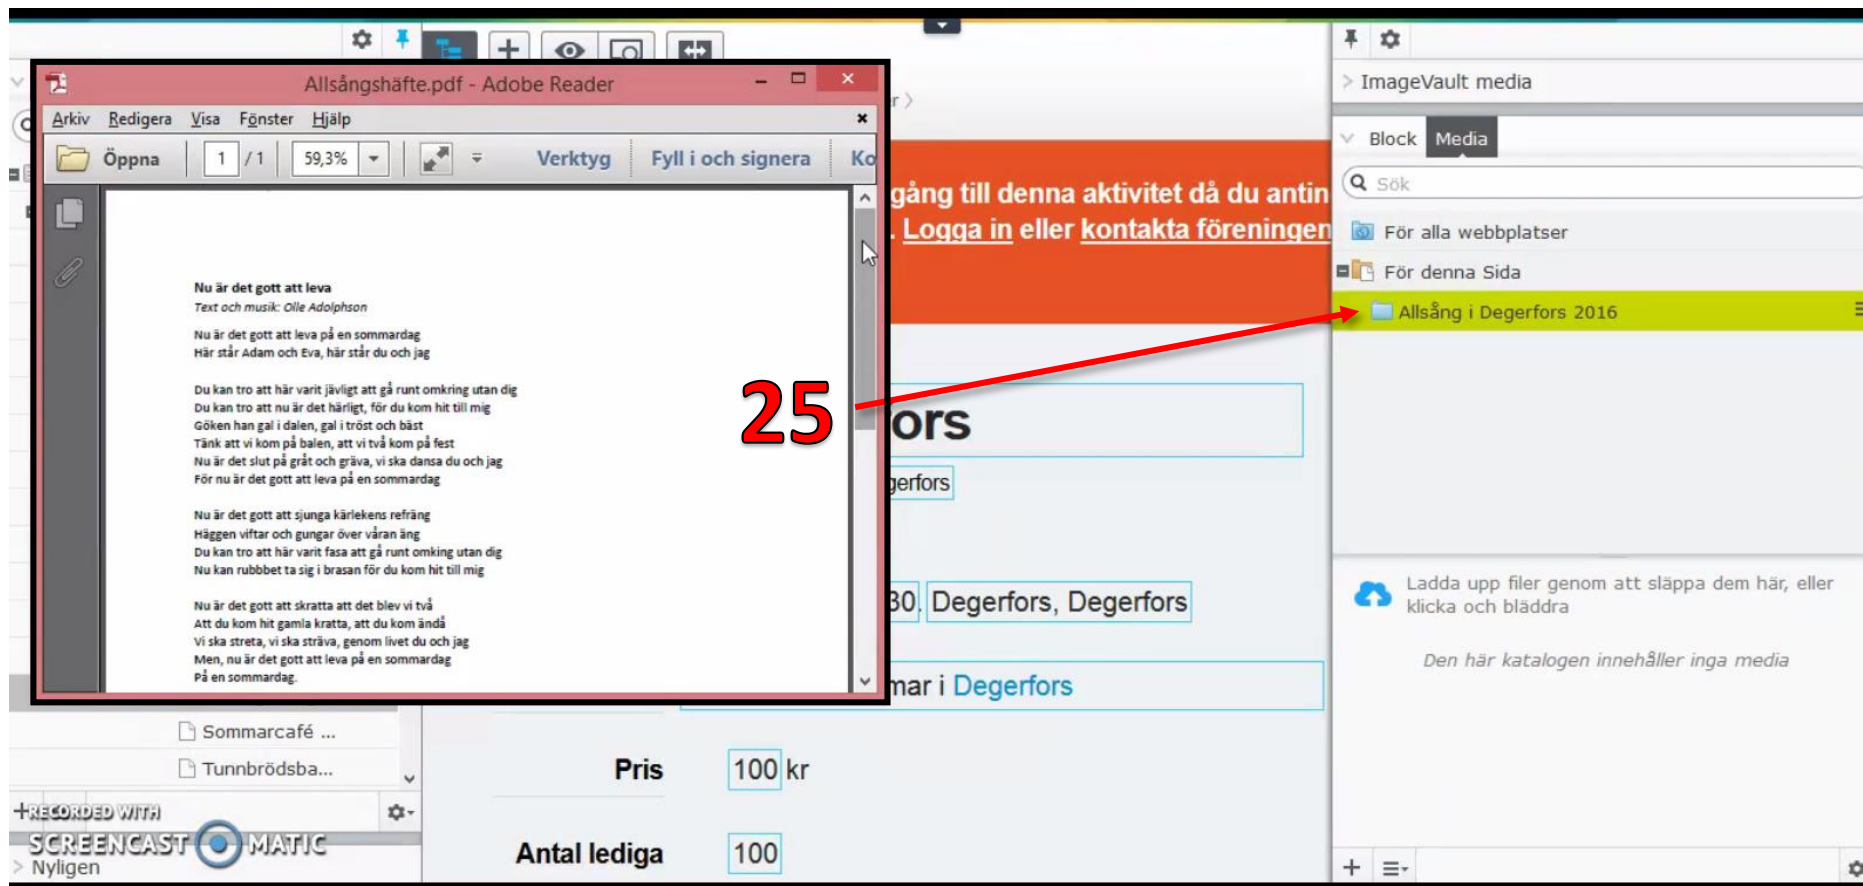 Allsångshäfte.pdf - Adobe Reader
Arkiv Redigera Visa Fönster Hjälp
Öppna 1 / 1 59,3% Verktyg Fyll i och signera Ko
Nu är det gott att leva
Text och musik: Olle Adolphson
Nu är det gott att leva på en sommardag
Här står Adam och Eva, här står du och jag
Du kan tro att här varit jävligt att gå runt omkring utan dig
Du kan tro att nu är det härligt, för du kom hit till mig
Göken han gal i dalen, gal i tröst och bäst
Tänk att vi kom på balen, att vi två kom på fest
Nu är det slut på gråt och gräva, vi ska dansa du och jag
För nu är det gott att leva på en sommardag
Nu är det gott att sjunga kärlekens refräng
Häggen viftar och gungar över våran äng
Du kan tro att här varit fasa att gå runt omking utan dig
Nu kan rubbbet ta sig i brasan för du kom hit till mig
Nu är det gott att skratta att det blev vi två
Att du kom hit gamla kratta, att du kom ändå
Vi ska streta, vi ska sträva, genom livet du och jag
Men, nu är det gott att leva på en sommardag
På en sommardag.
Sommarcafé ...
Tunnbrödsba...
RECORDED WITH
SCREENCAST MATIC
Nyligen
r
gång till denna aktivitet då du antin
. Logga in eller kontakta föreningen
25
ors
gerfors
30. Degerfors, Degerfors
mar i Degerfors
Pris 100 kr
Antal lediga 100
ImageVault media
Block Media
Sök
För alla webbplatser
För denna Sida
Allsång i Degerfors 2016
Ladda upp filer genom att släppa dem här, eller
klicka och bläddra
Den här katalogen innehåller inga media